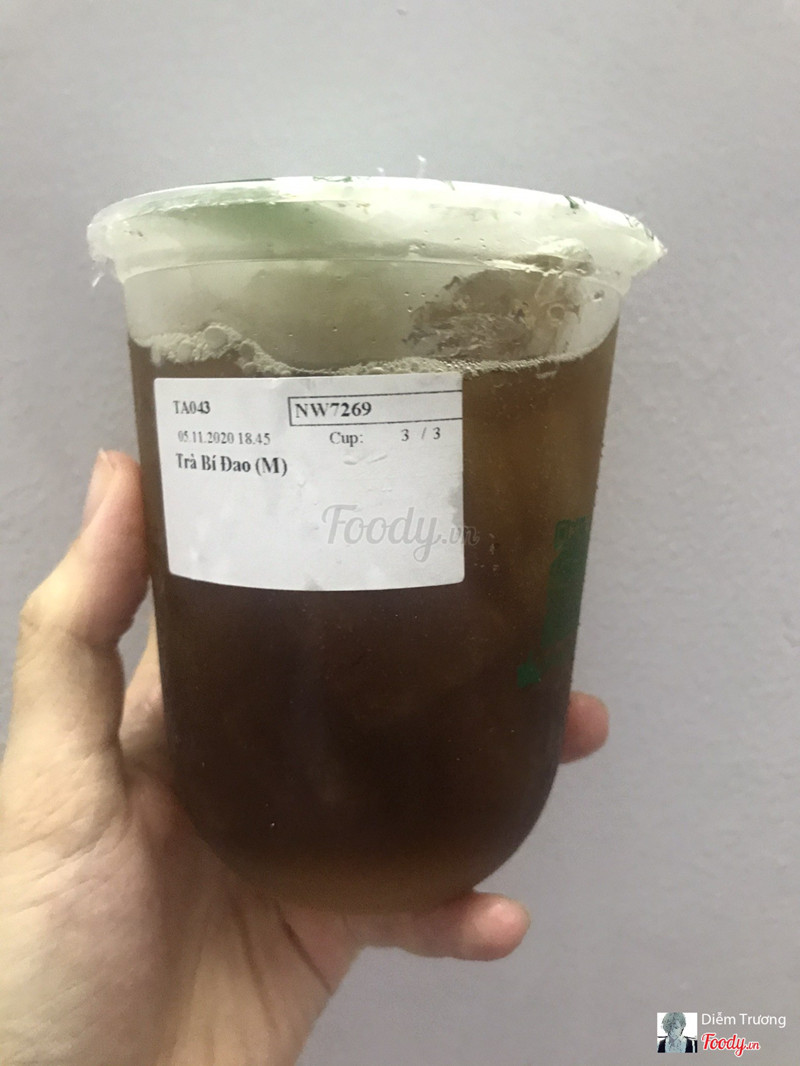 TA043
NW7269
05.11.2020 18.45
Cup: 3 / 3
Trà Bí Đao (M)
Foody.vn
Diễm Trương
Foody.vn